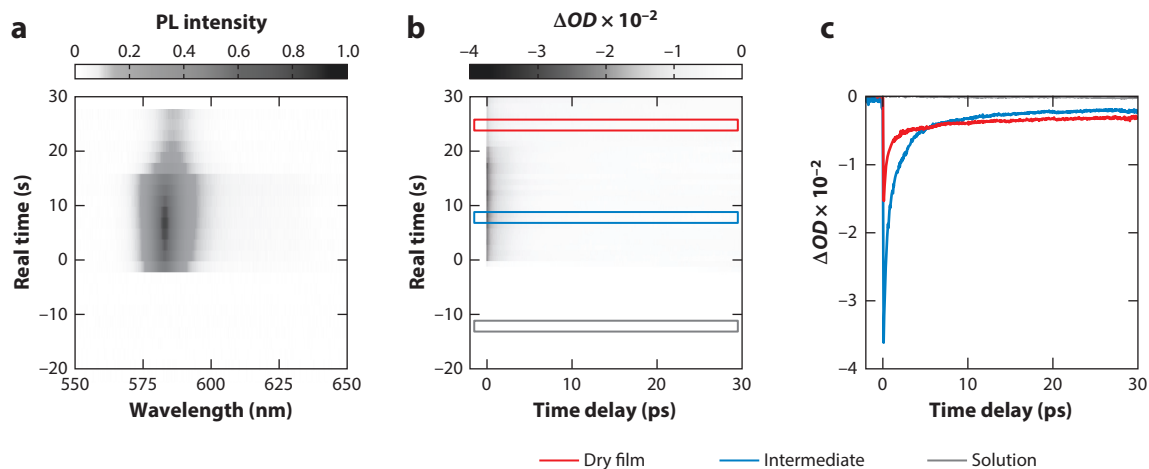 a
PL intensity
0 0.2 0.4 0.6 0.8 1.0
30
20
10
0
−10
−20
Real time (s)
550 575 600 625 650
Wavelength (nm)
b
ΔOD × 10−2
−4 −3 −2 −1 0
30
20
10
0
−10
−20
Real time (s)
0 10 20 30
Time delay (ps)
c
0
−1
−2
−3
−4
ΔOD × 10−2
0 10 20 30
Time delay (ps)
Dry film Intermediate Solution